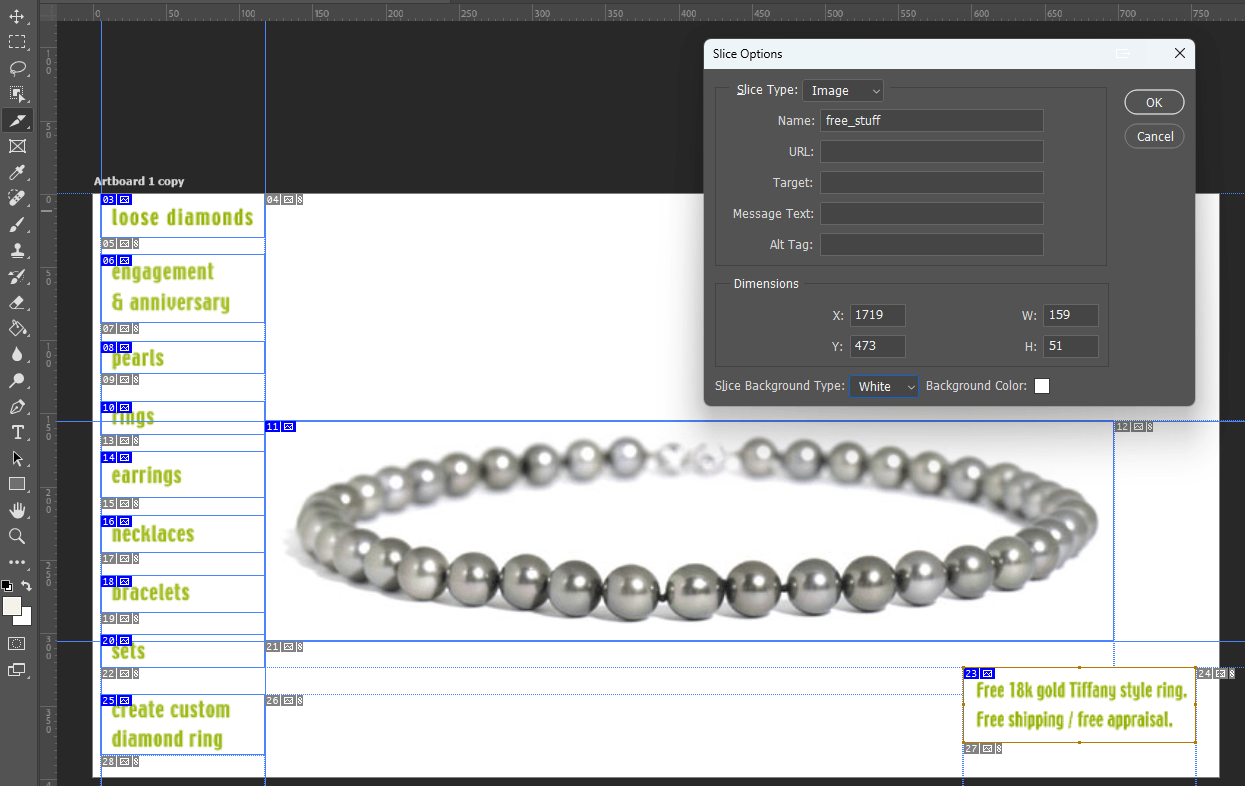 0 50 100 150 200 250 300 350 400 450 500 550 600 650 700 750
Slice Options
Slice Type: Image
OK
Name: free_stuff
URL:
Cancel
Target:
Message Text:
Alt Tag:
Dimensions
X: 1719 W: 159
Y: 473 H: 51
Slice Background Type: White Background Color:
Artboard 1 copy
03
04
loose diamonds
05
06
engagement
& anniversary
07
08
pearls
09
10
rings
11
12
13
14
earrings
15
16
necklaces
17
18
bracelets
19
20
21
sets
22
23
24
Free 18k gold Tiffany style ring.
Free shipping / free appraisal.
25
26
create custom
diamond ring
27
28